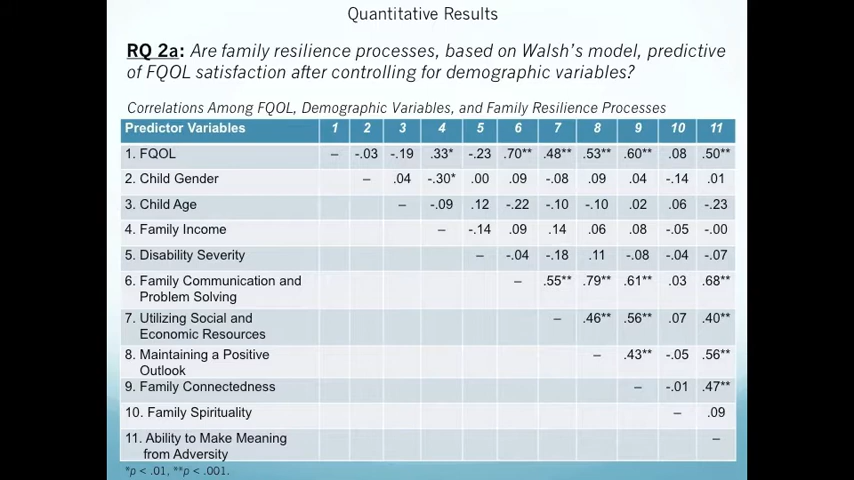 Quantitative Results
RQ 2a: Are family resilience processes, based on Walsh's model, predictive
of FQOL satisfaction after controlling for demographic variables?
Correlations Among FQOL, Demographic Variables, and Family Resilience Processes
Predictor Variables 1 2 3 4 5 6 7 8 9 10 11
1. FQOL – -.03 -.19 .33* -.23 .70** .48** .53** .60** .08 .50**
2. Child Gender – .04 -.30* .00 .09 -.08 .09 .04 -.14 .01
3. Child Age – -.09 .12 -.22 -.10 -.10 .02 .06 -.23
4. Family Income – -.14 .09 .14 .06 .08 -.05 -.00
5. Disability Severity – -.04 -.18 .11 -.08 -.04 -.07
6. Family Communication and – .55** .79** .61** .03 .68**
Problem Solving
7. Utilizing Social and – .46** .56** .07 .40**
Economic Resources
8. Maintaining a Positive – .43** -.05 .56**
Outlook
9. Family Connectedness – -.01 .47**
10. Family Spirituality – .09
11. Ability to Make Meaning –
from Adversity
*p < .01, **p < .001.